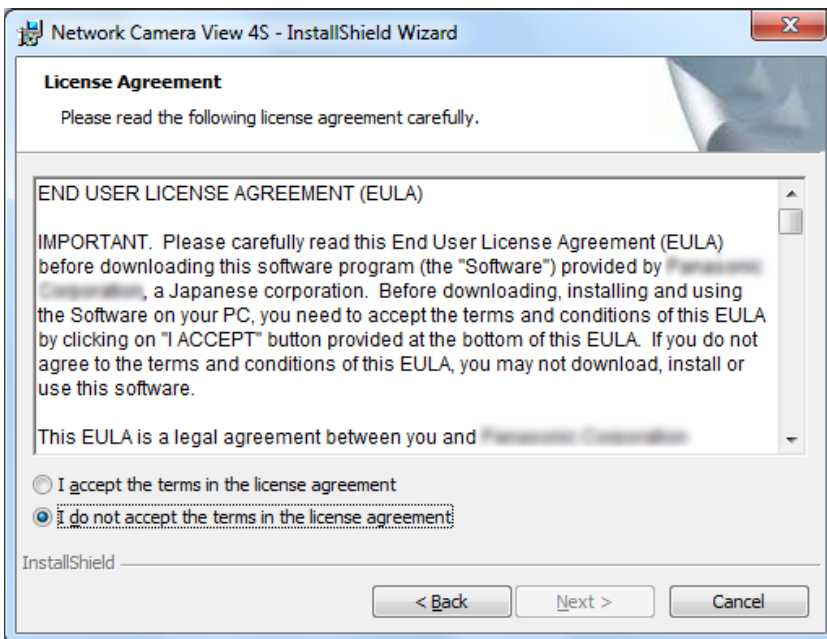 Network Camera View 4S - InstallShield Wizard
License Agreement
Please read the following license agreement carefully.
END USER LICENSE AGREEMENT (EULA)
IMPORTANT.  Please carefully read this End User License Agreement (EULA)
before downloading this software program (the "Software") provided by
, a Japanese corporation.  Before downloading, installing and using
the Software on your PC, you need to accept the terms and conditions of this EULA
by clicking on "I ACCEPT" button provided at the bottom of this EULA.  If you do not
agree to the terms and conditions of this EULA, you may not download, install or
use this software.
This EULA is a legal agreement between you and
I accept the terms in the license agreement
I do not accept the terms in the license agreement
InstallShield
< Back
Next >
Cancel